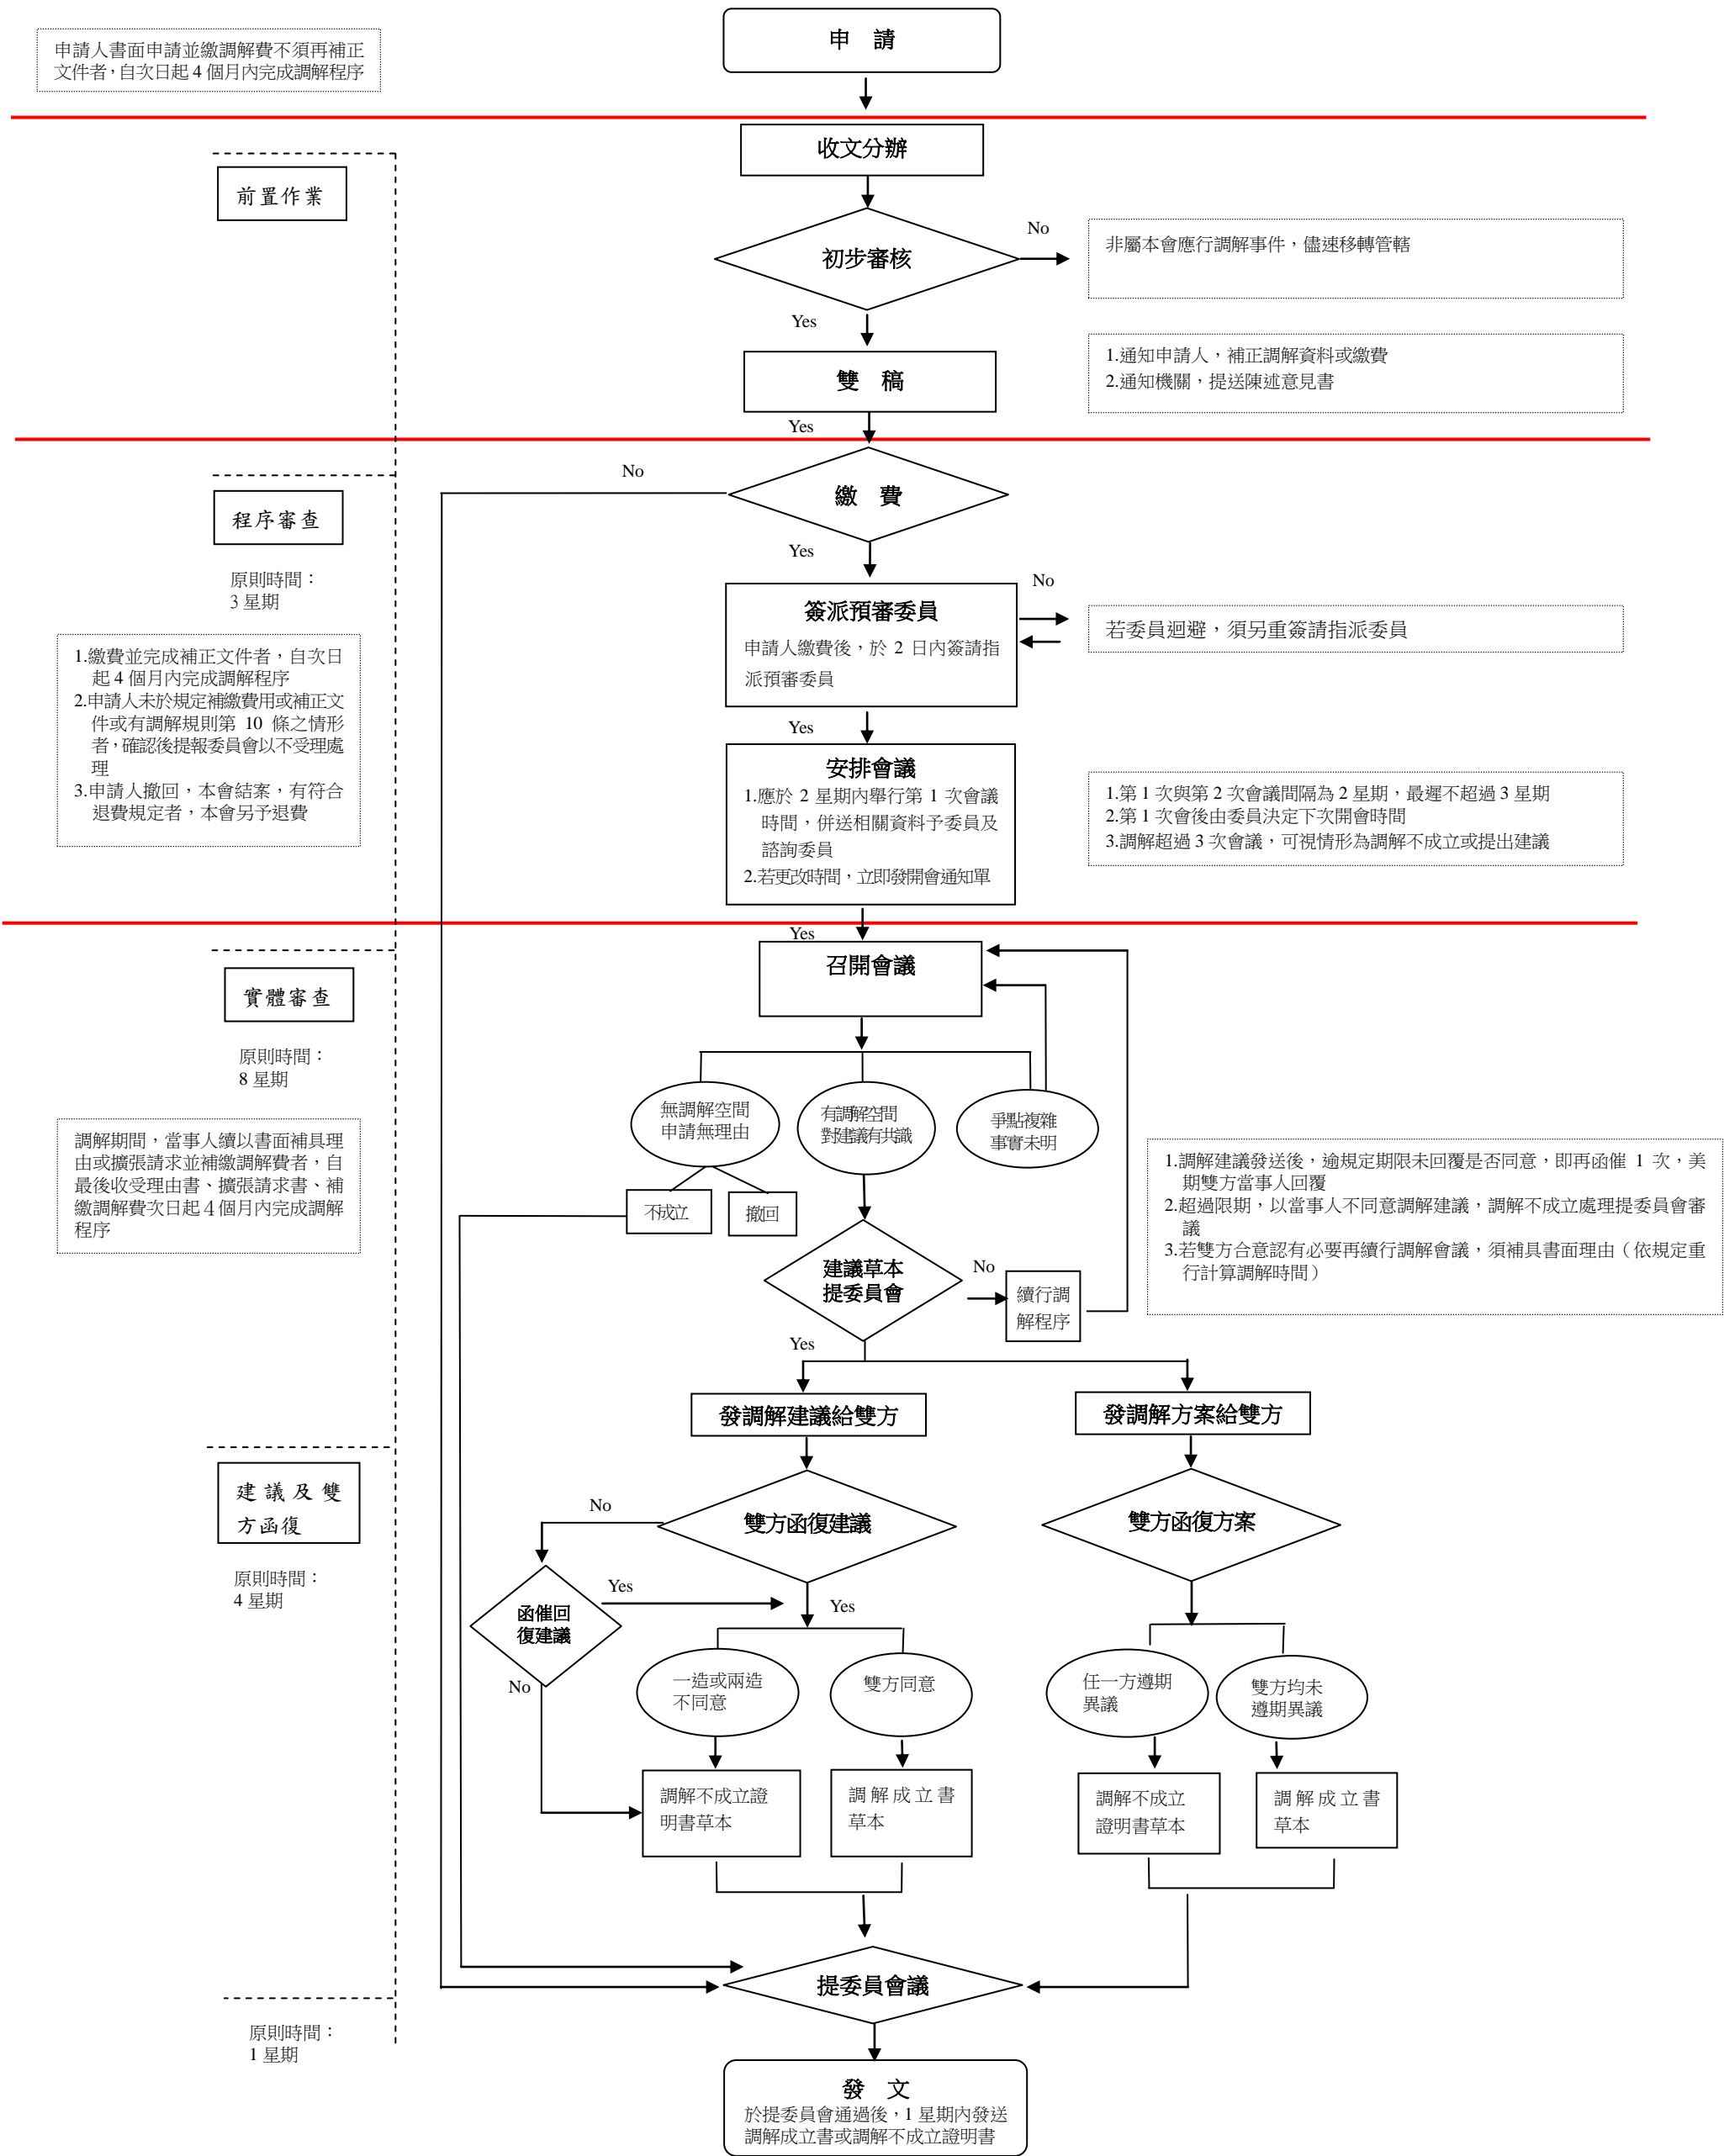 申 請
申請人書面申請並繳調解費不須再補正
文件者，自次日起 4 個月內完成調解程序
收文分辦
前置作業
初步審核
No
非屬本會應行調解事件，儘速移轉管轄
Yes
雙 稿
1.通知申請人，補正調解資料或繳費
2.通知機關，提送陳述意見書
Yes
No
繳 費
程序審查
Yes
原則時間：
3 星期
簽派預審委員
申請人繳費後，於 2 日內簽請指
派預審委員
No
若委員迴避，須另重簽請指派委員
1.繳費並完成補正文件者，自次日
起 4 個月內完成調解程序
2.申請人未於規定補繳費用或補正文
件或有調解規則第 10 條之情形
者，確認後提報委員會以不受理處
理
3.申請人撤回，本會結案，有符合
退費規定者，本會另予退費
Yes
安排會議
1.應於 2 星期內舉行第 1 次會議
時間，併送相關資料予委員及
諮詢委員
2.若更改時間，立即發開會通知單
1.第 1 次與第 2 次會議間隔為 2 星期，最遲不超過 3 星期
2.第 1 次會後由委員決定下次開會時間
3.調解超過 3 次會議，可視情形為調解不成立或提出建議
Yes
召開會議
實體審查
原則時間：
8 星期
無調解空間
申請無理由
有調解空間
對建議有共識
爭點複雜
事實未明
調解期間，當事人續以書面補具理
由或擴張請求並補繳調解費者，自
最後收受理由書、擴張請求書、補
繳調解費次日起 4 個月內完成調解
程序
不成立
撤回
1.調解建議發送後，逾規定期限未回覆是否同意，即再函催 1 次，美
期雙方當事人回覆
2.超過限期，以當事人不同意調解建議，調解不成立處理提委員會審
議
3.若雙方合意認有必要再續行調解會議，須補具書面理由（依規定重
行計算調解時間）
建議草本
提委員會
No
續行調
解程序
Yes
發調解建議給雙方
發調解方案給雙方
建議及雙
方函復
原則時間：
4 星期
No
雙方函復建議
雙方函復方案
函催回
復建議
Yes
Yes
No
一造或兩造
不同意
雙方同意
任一方遵期
異議
雙方均未
遵期異議
調解不成立證
明書草本
調解成立書
草本
調解不成立
證明書草本
調解成立書
草本
提委員會議
原則時間：
1 星期
發 文
於提委員會通過後，1 星期內發送
調解成立書或調解不成立證明書